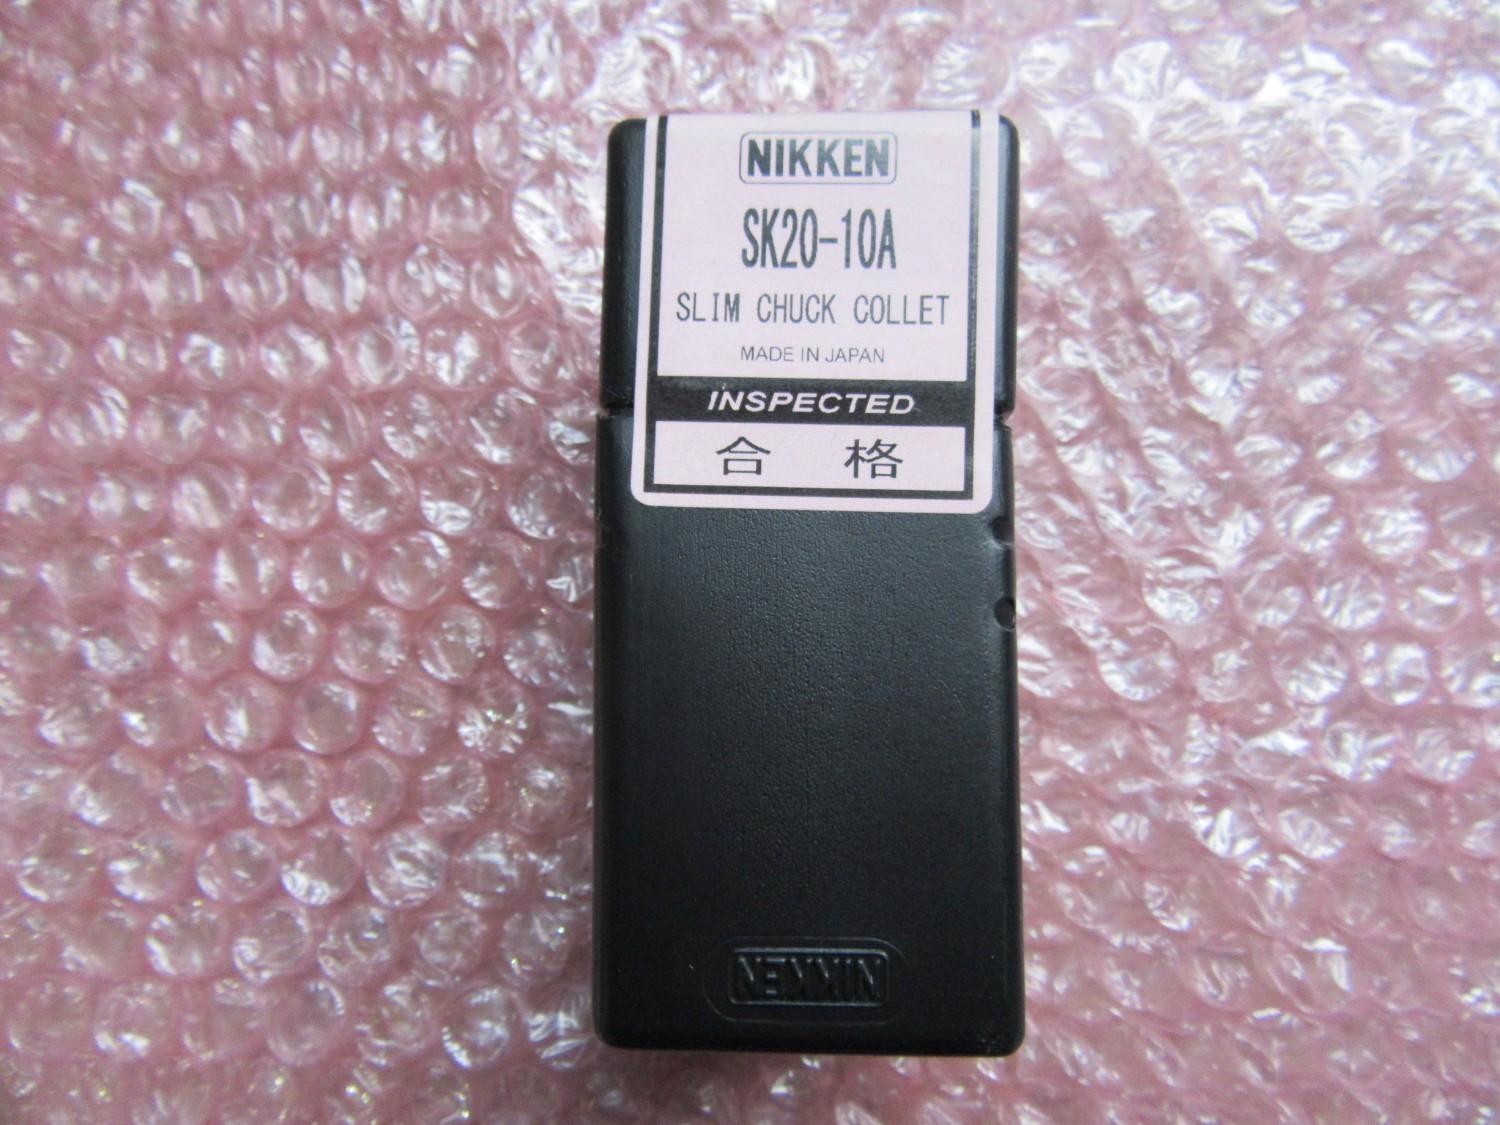 NIKKEN
SK20-10A
SLIM CHUCK COLLET
MADE IN JAPAN
INSPECTED
合 格
NIKKEN